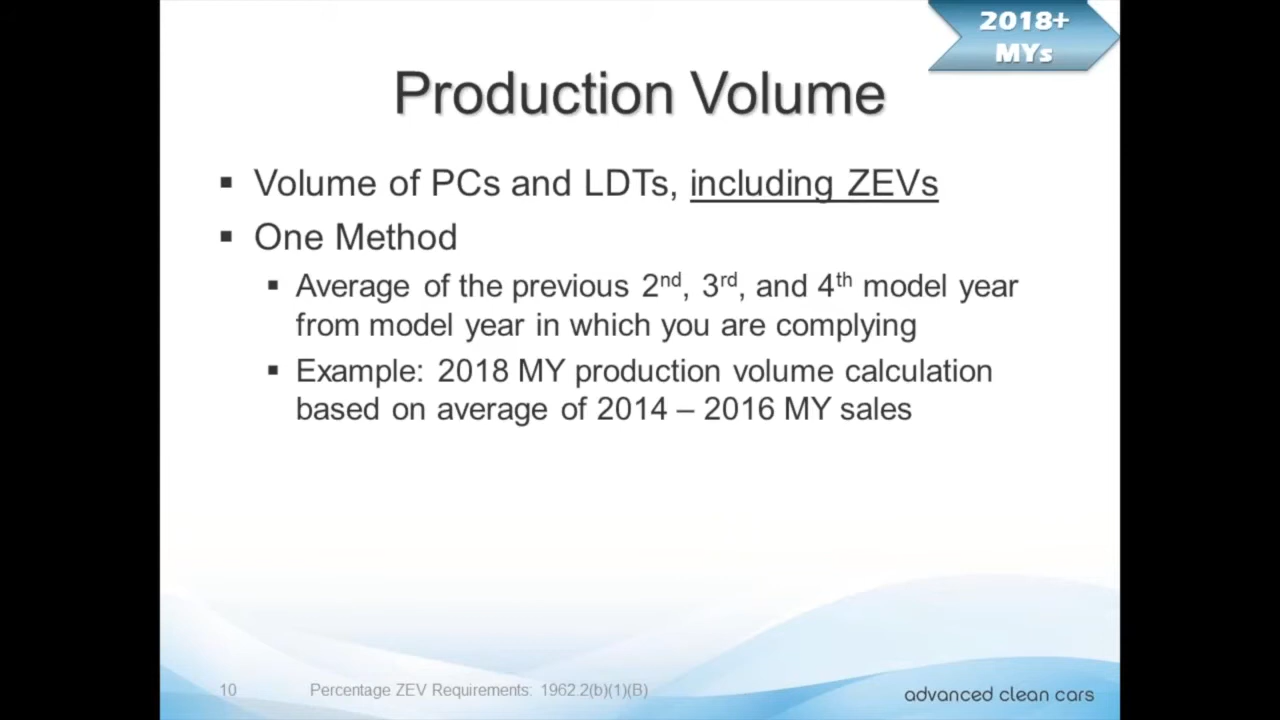 2018+
MYs
Production Volume
▪ Volume of PCs and LDTs, including ZEVs
▪ One Method
▪ Average of the previous 2nd, 3rd, and 4th model year
from model year in which you are complying
▪ Example: 2018 MY production volume calculation
based on average of 2014 – 2016 MY sales
10 Percentage ZEV Requirements: 1962.2(b)(1)(B)
advanced clean cars